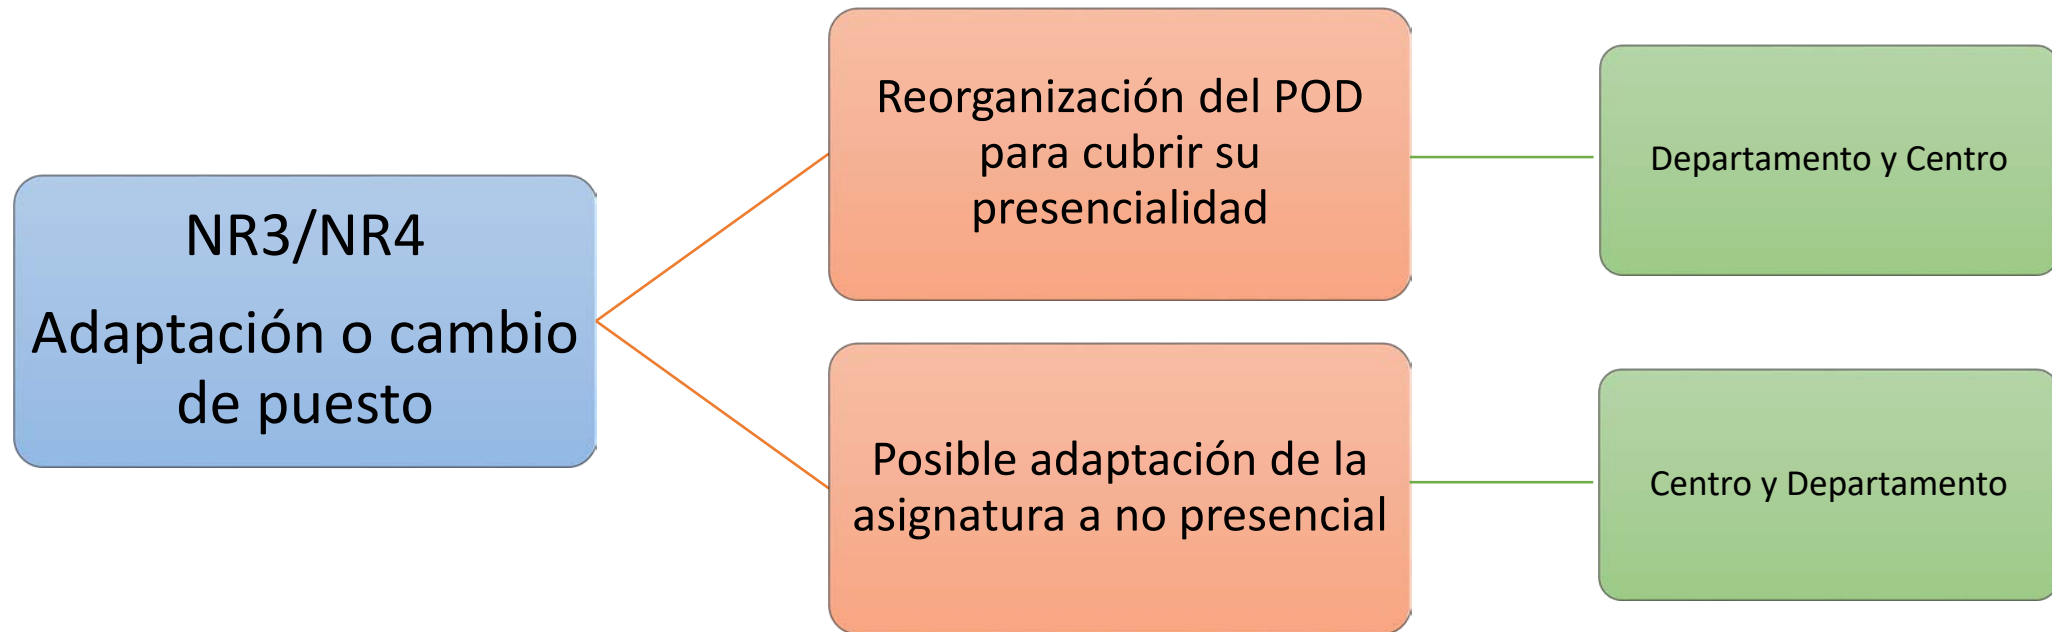 NR3/NR4
Adaptación o cambio
de puesto
Reorganización del POD
para cubrir su
presencialidad
Departamento y Centro
Posible adaptación de la
asignatura a no presencial
Centro y Departamento